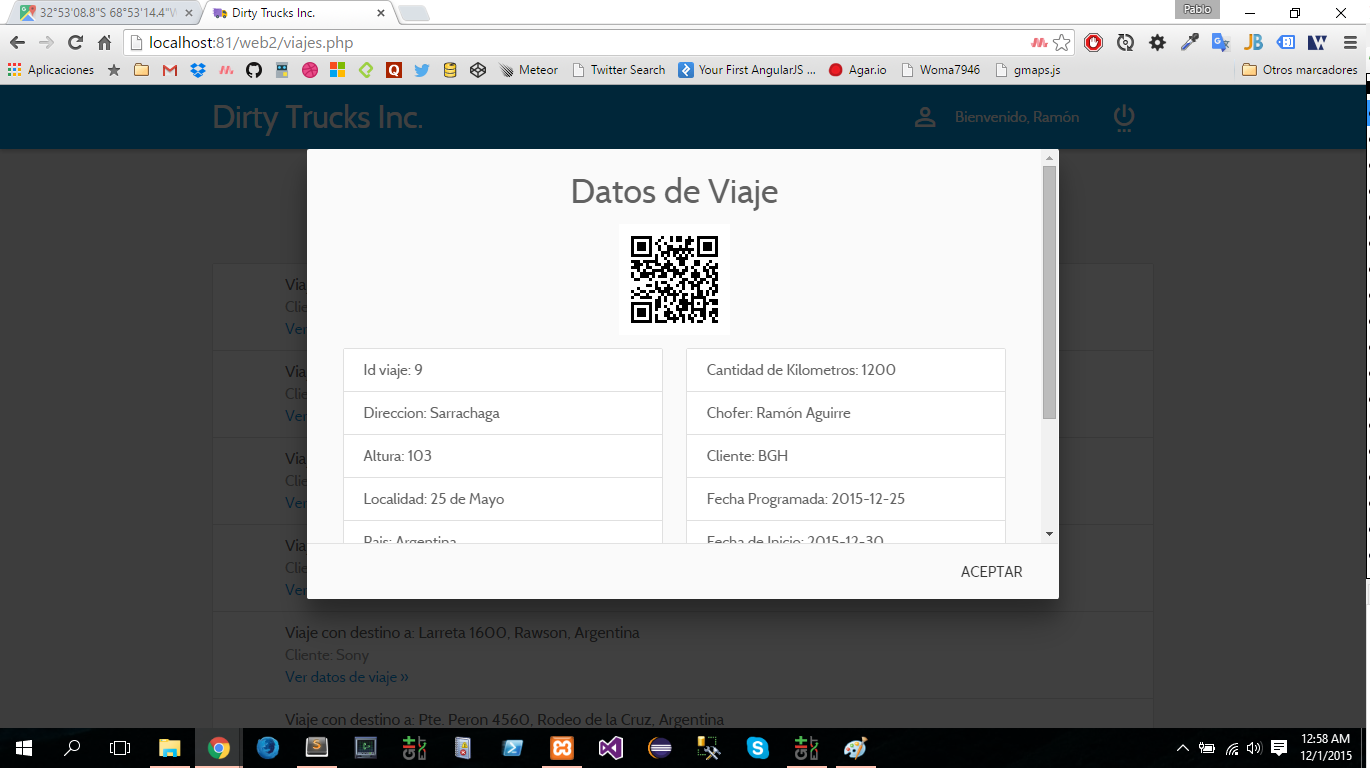 Pablo
32°53'08.8"S 68°53'14.4"W
Dirty Trucks Inc.
localhost:81/web2/viajes.php
Aplicaciones
Meteor
Twitter Search
Your First AngularJS ...
Agar.io
Woma7946
gmaps.js
Otros marcadores
Dirty Trucks Inc.
Bienvenido, Ramón
Datos de Viaje
Id viaje: 9
Direccion: Sarrachaga
Altura: 103
Localidad: 25 de Mayo
Pais: Argentina
Cantidad de Kilometros: 1200
Chofer: Ramón Aguirre
Cliente: BGH
Fecha Programada: 2015-12-25
Fecha de Inicio: 2015-12-30
ACEPTAR
Via
Clie
Ver
Via
Clie
Ver
Via
Clie
Ver
Via
Clie
Ver
Viaje con destino a: Larreta 1600, Rawson, Argentina
Cliente: Sony
Ver datos de viaje »
Viaje con destino a: Pte. Peron 4560, Rodeo de la Cruz, Argentina
12:58 AM
12/1/2015